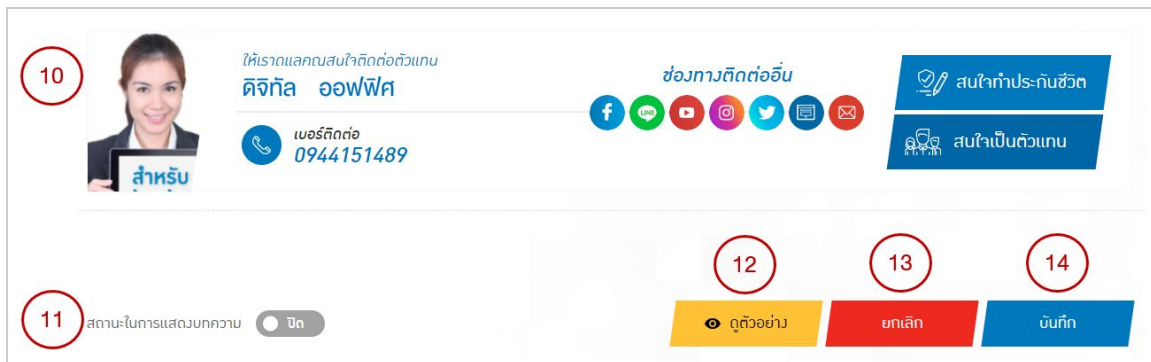 10
ให้เราดูแลคุณสนใจติดต่อตัวแทน
ดิจิทัล ออฟฟิศ
เบอร์ติดต่อ
0944151489
สำหรับ
ช่องทางติดต่ออื่น
LINE
สนใจทำประกันชีวิต
สนใจเป็นตัวแทน
11
สถานะในการแสดงบทความ
ปิด
12
ดูตัวอย่าง
13
ยกเลิก
14
บันทึก